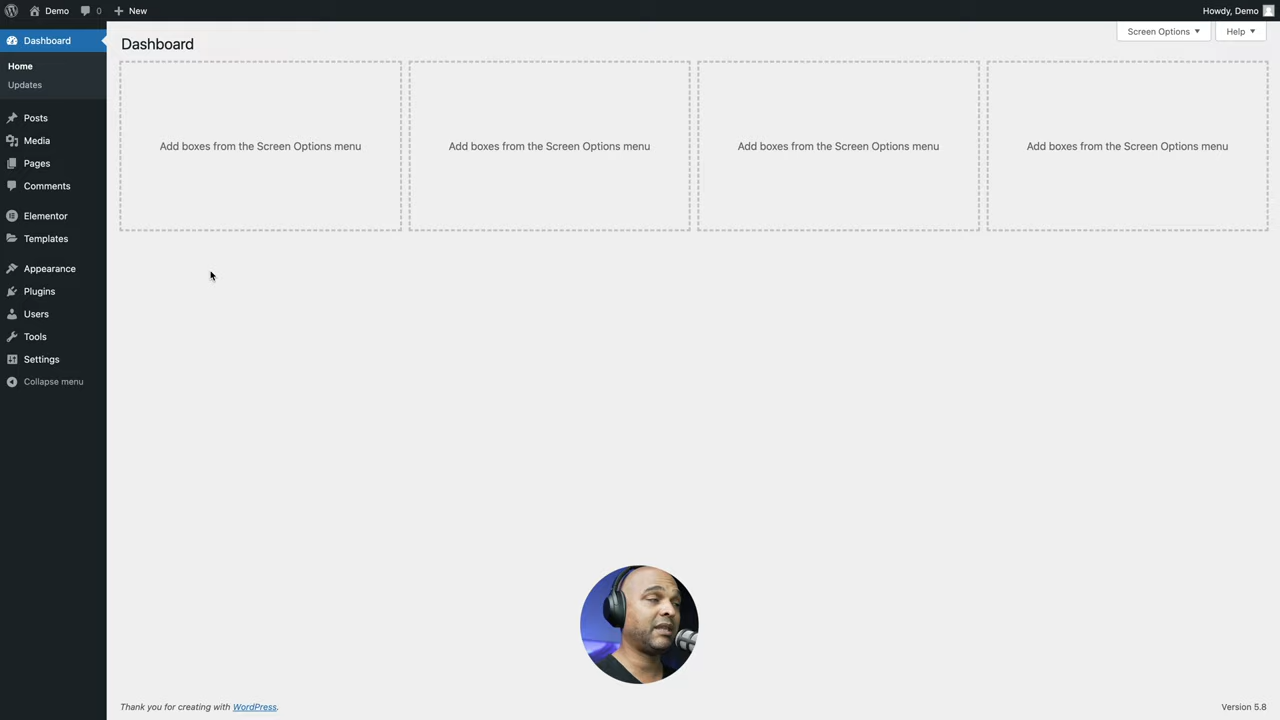 Demo
0
New
Howdy, Demo
Dashboard
Home
Updates
Posts
Media
Pages
Comments
Elementor
Templates
Appearance
Plugins
Users
Tools
Settings
Collapse menu
Dashboard
Screen Options
Help
Add boxes from the Screen Options menu
Add boxes from the Screen Options menu
Add boxes from the Screen Options menu
Add boxes from the Screen Options menu
Thank you for creating with WordPress.
Version 5.8